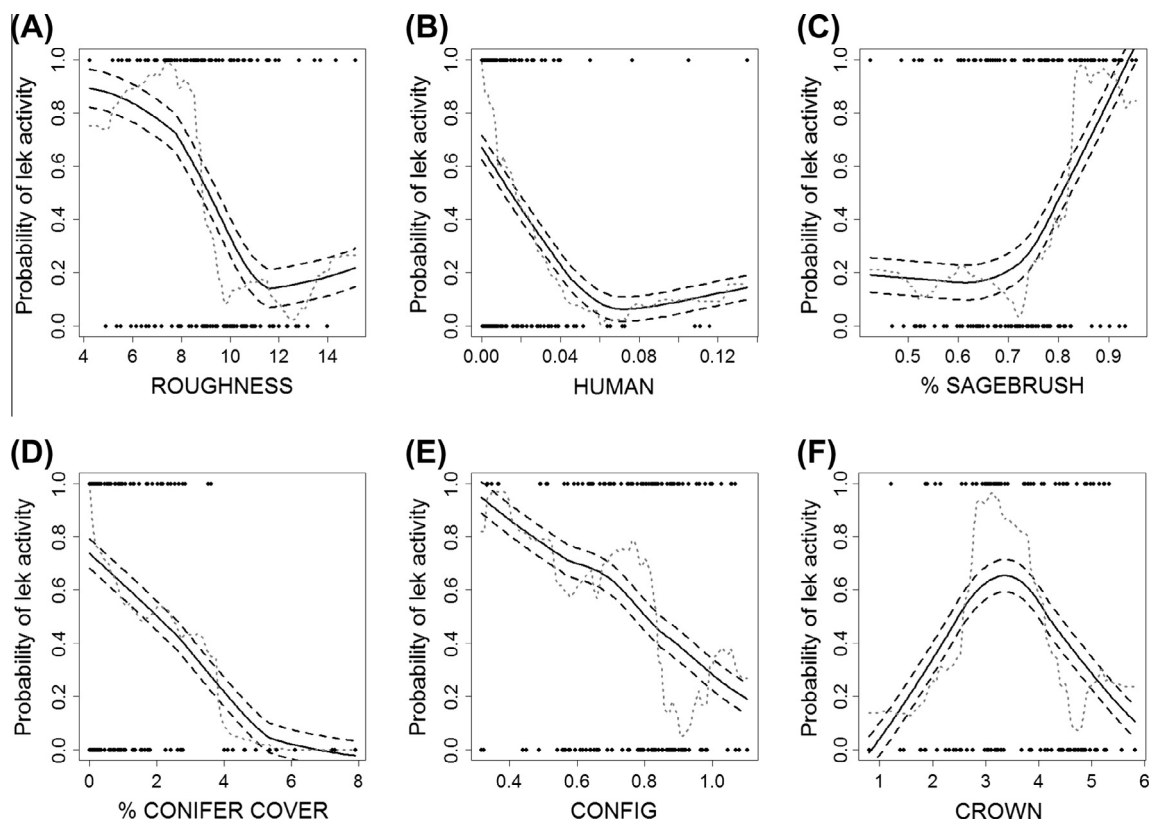 (A)
Probability of lek activity
0.0 0.2 0.4 0.6 0.8 1.0
4 6 8 10 12 14
ROUGHNESS
(B)
Probability of lek activity
0.0 0.2 0.4 0.6 0.8 1.0
0.00 0.04 0.08 0.12
HUMAN
(C)
Probability of lek activity
0.0 0.2 0.4 0.6 0.8 1.0
0.5 0.6 0.7 0.8 0.9
% SAGEBRUSH
(D)
Probability of lek activity
0.0 0.2 0.4 0.6 0.8 1.0
0 2 4 6 8
% CONIFER COVER
(E)
Probability of lek activity
0.0 0.2 0.4 0.6 0.8 1.0
0.4 0.6 0.8 1.0
CONFIG
(F)
Probability of lek activity
0.0 0.2 0.4 0.6 0.8 1.0
1 2 3 4 5 6
CROWN